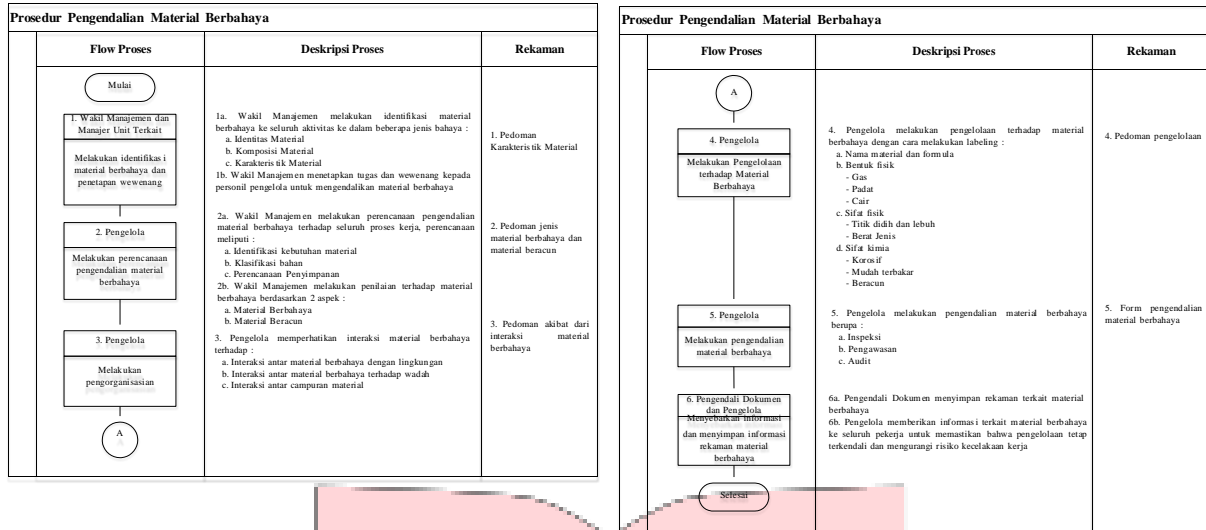 Prosedur Pengendalian Material Berbahaya
Flow Proses
Deskripsi Proses
Rekaman
Mulai
1. Wakil Manajemen dan
Manajer Unit Terkait
Melakukan identifikasi
material berbahaya dan
penetapan wewenang
1a. Wakil Manajemen melakukan identifikasi material
berbahaya ke seluruh aktivitas ke dalam beberapa jenis bahaya :
a. Identitas Material
b. Komposisi Material
c. Karakteristik Material
1b. Wakil Manajemen menetapkan tugas dan wewenang kepada
personil pengelola untuk mengendalikan material berbahaya
1. Pedoman
Karakteristik Material
2. Pengelola
Melakukan perencanaan
pengendalian material
berbahaya
2a. Wakil Manajemen melakukan perencanaan pengendalian
material berbahaya terhadap seluruh proses kerja, perencanaan
meliputi :
a. Identifikasi kebutuhan material
b. Klasifikasi bahan
c. Perencanaan Penyimpanan
2b. Wakil Manajemen melakukan penilaian terhadap material
berbahaya berdasarkan 2 aspek :
a. Material Berbahaya
b. Material Beracun
2. Pedoman jenis
material berbahaya dan
material beracun
3. Pengelola
Melakukan
pengorganisasian
3. Pengelola memperhatikan interaksi material berbahaya
terhadap :
a. Interaksi antar material berbahaya dengan lingkungan
b. Interaksi antar material berbahaya terhadap wadah
c. Interaksi antar campuran material
3. Pedoman akibat dari
interaksi material
berbahaya
A
Prosedur Pengendalian Material Berbahaya
Flow Proses
Deskripsi Proses
Rekaman
A
4. Pengelola
Melakukan Pengelolaan
terhadap Material
Berbahaya
4. Pengelola melakukan pengelolaan terhadap material
berbahaya dengan cara melakukan labeling :
a. Nama material dan formula
b. Bentuk fisik
- Gas
- Padat
- Cair
c. Sifat fisik
- Titik didih dan lebuh
- Berat Jenis
d. Sifat kimia
- Korosif
- Mudah terbakar
- Beracun
4. Pedoman pengelolaan
5. Pengelola
Melakukan pengendalian
material berbahaya
5. Pengelola melakukan pengendalian material berbahaya
berupa :
a. Inspeksi
b. Pengawasan
c. Audit
5. Form pengendalian
material berbahaya
6. Pengendali Dokumen
dan Pengelola
Menyebarkan informasi
dan menyimpan informasi
rekaman material
berbahaya
6a. Pengendali Dokumen menyimpan rekaman terkait material
berbahaya
6b. Pengelola memberikan informasi terkait material berbahaya
ke seluruh pekerja untuk memastikan bahwa pengelolaan tetap
terkendali dan mengurangi risiko kecelakaan kerja
Selesai